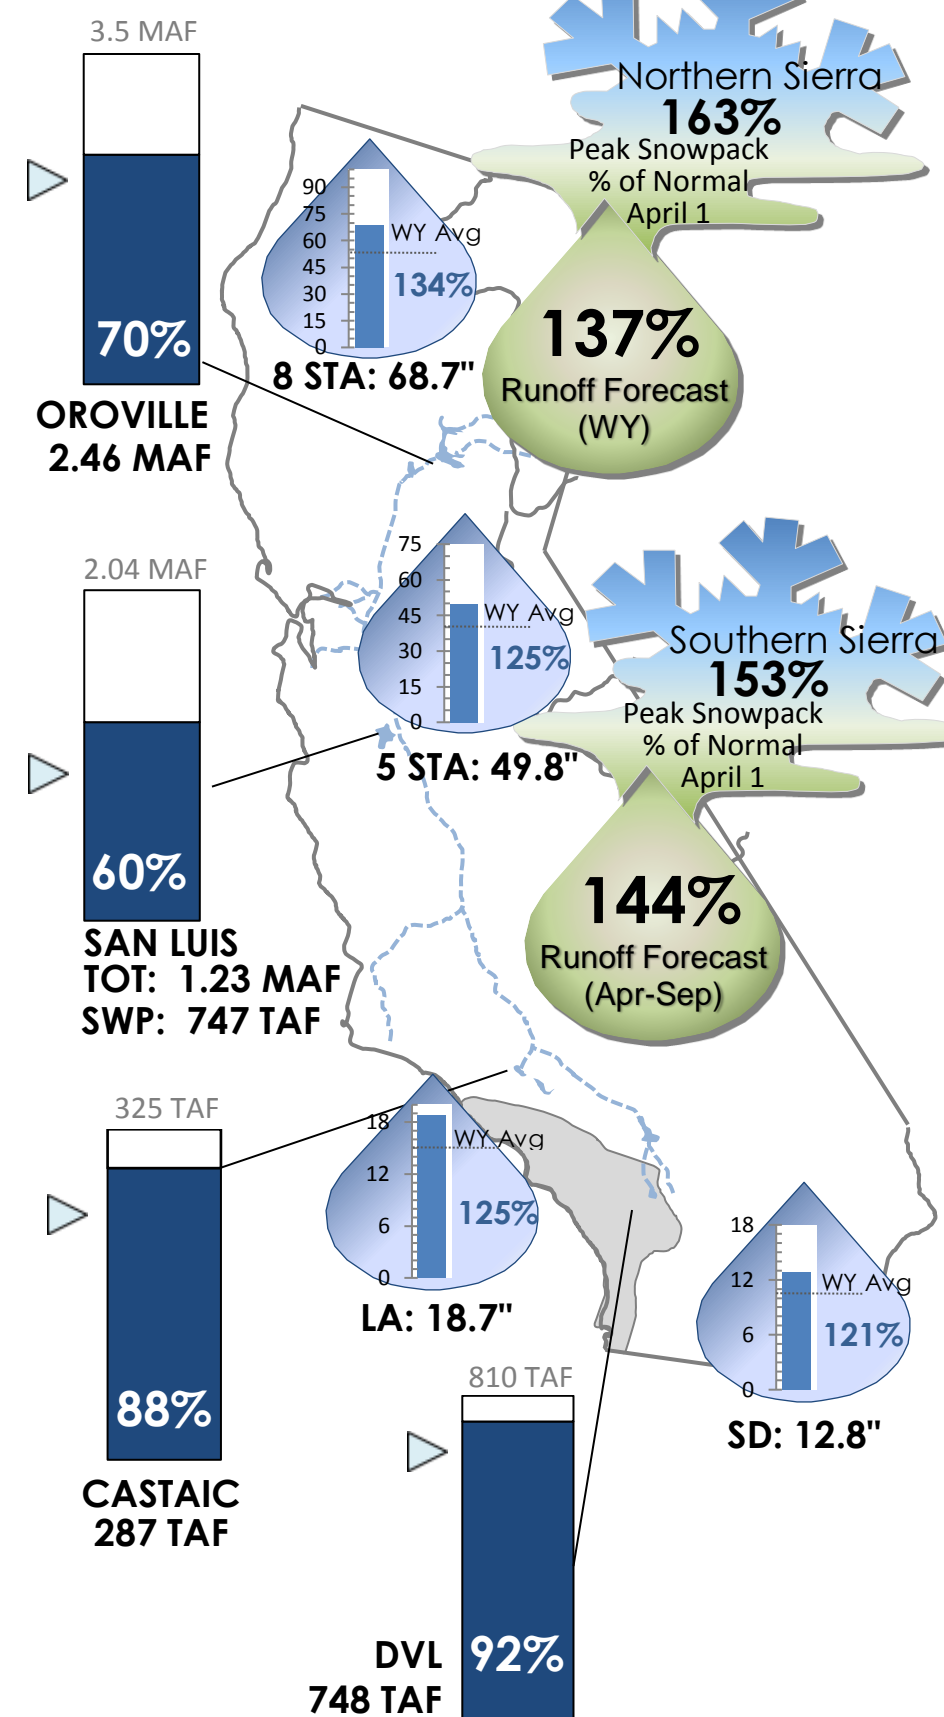 3.5 MAF
70%
OROVILLE
2.46 MAF
Northern Sierra
163%
Peak Snowpack
% of Normal
April 1
137%
Runoff Forecast
(WY)
90
75
60
45
30
15
0
WY Avg
134%
8 STA: 68.7"
2.04 MAF
60%
SAN LUIS
TOT: 1.23 MAF
SWP: 747 TAF
75
60
45
30
15
0
WY Avg
125%
5 STA: 49.8"
Southern Sierra
153%
Peak Snowpack
% of Normal
April 1
144%
Runoff Forecast
(Apr-Sep)
325 TAF
88%
CASTAIC
287 TAF
18
12
6
0
WY Avg
125%
LA: 18.7"
18
12
6
0
WY Avg
121%
SD: 12.8"
810 TAF
92%
DVL
748 TAF